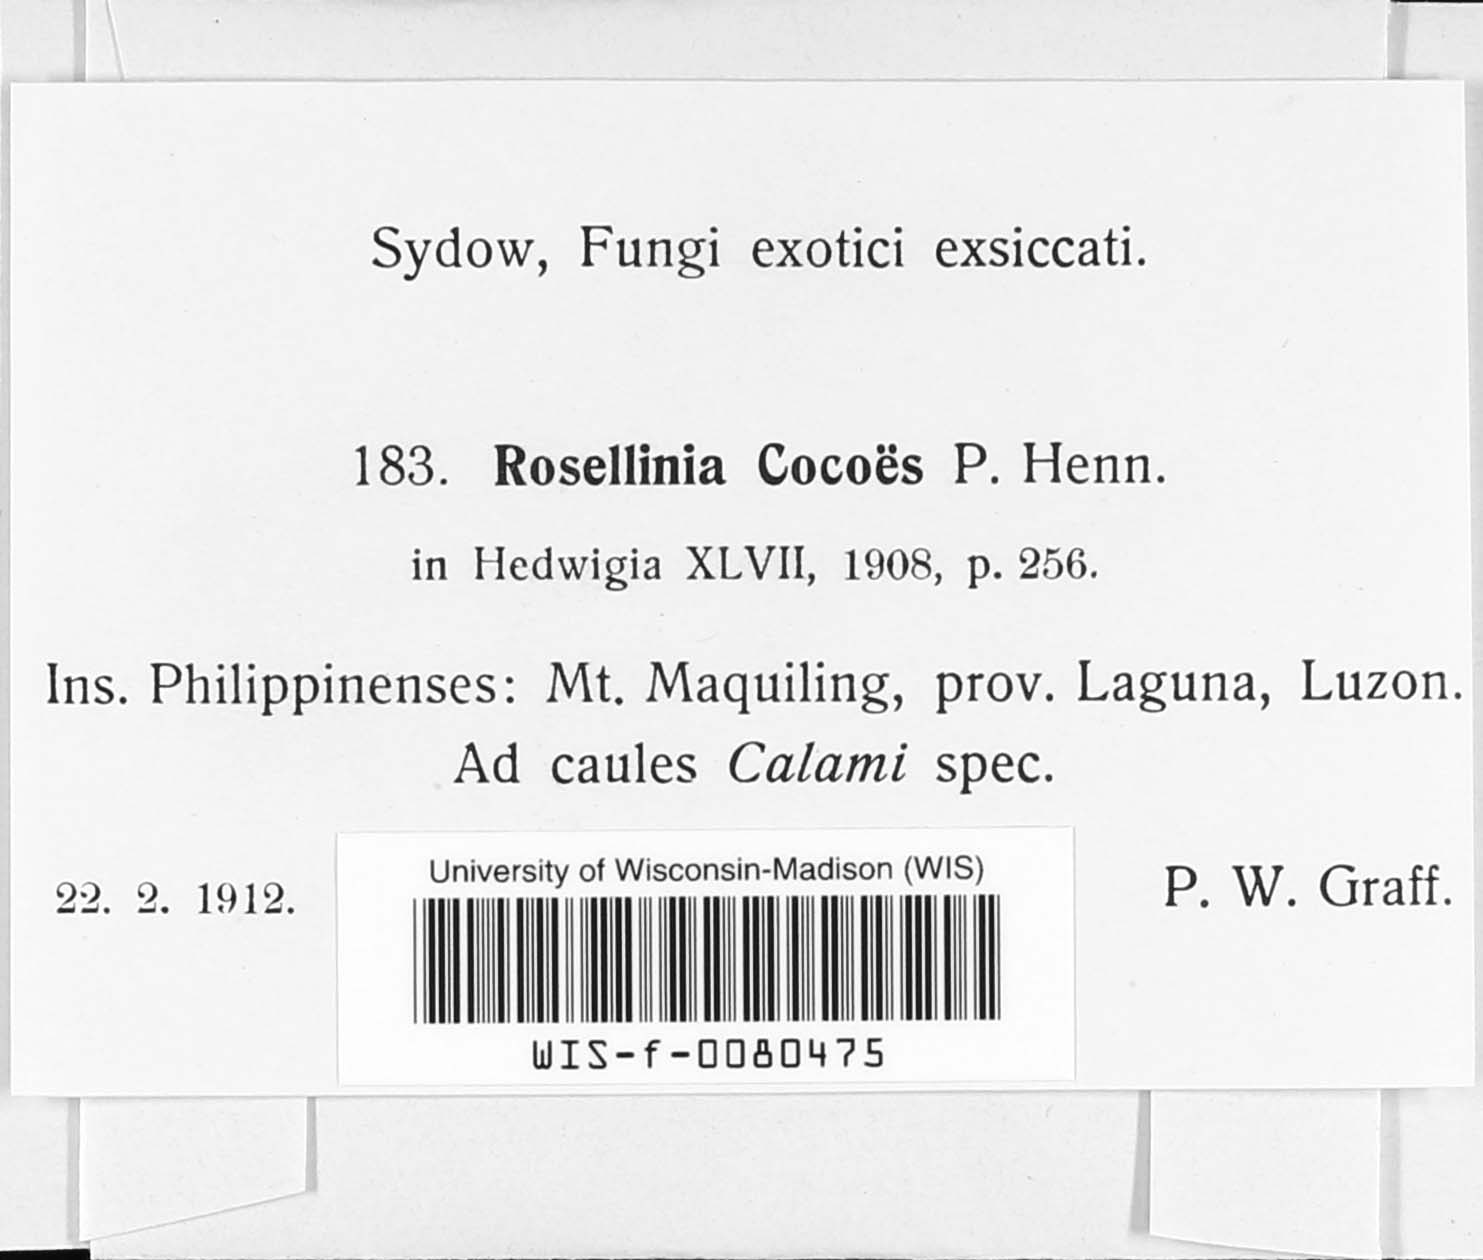 Sydow, Fungi exotici exsiccati.
183. Rosellinia Cocoës P. Henn.
in Hedwigia XLVII, 1908, p. 256.
Ins. Philippinenses: Mt. Maquiling, prov. Laguna, Luzon.
Ad caules Calami spec.
22. 2. 1912.
P. W. Graff.
University of Wisconsin-Madison (WIS)
WIS-f-0080475